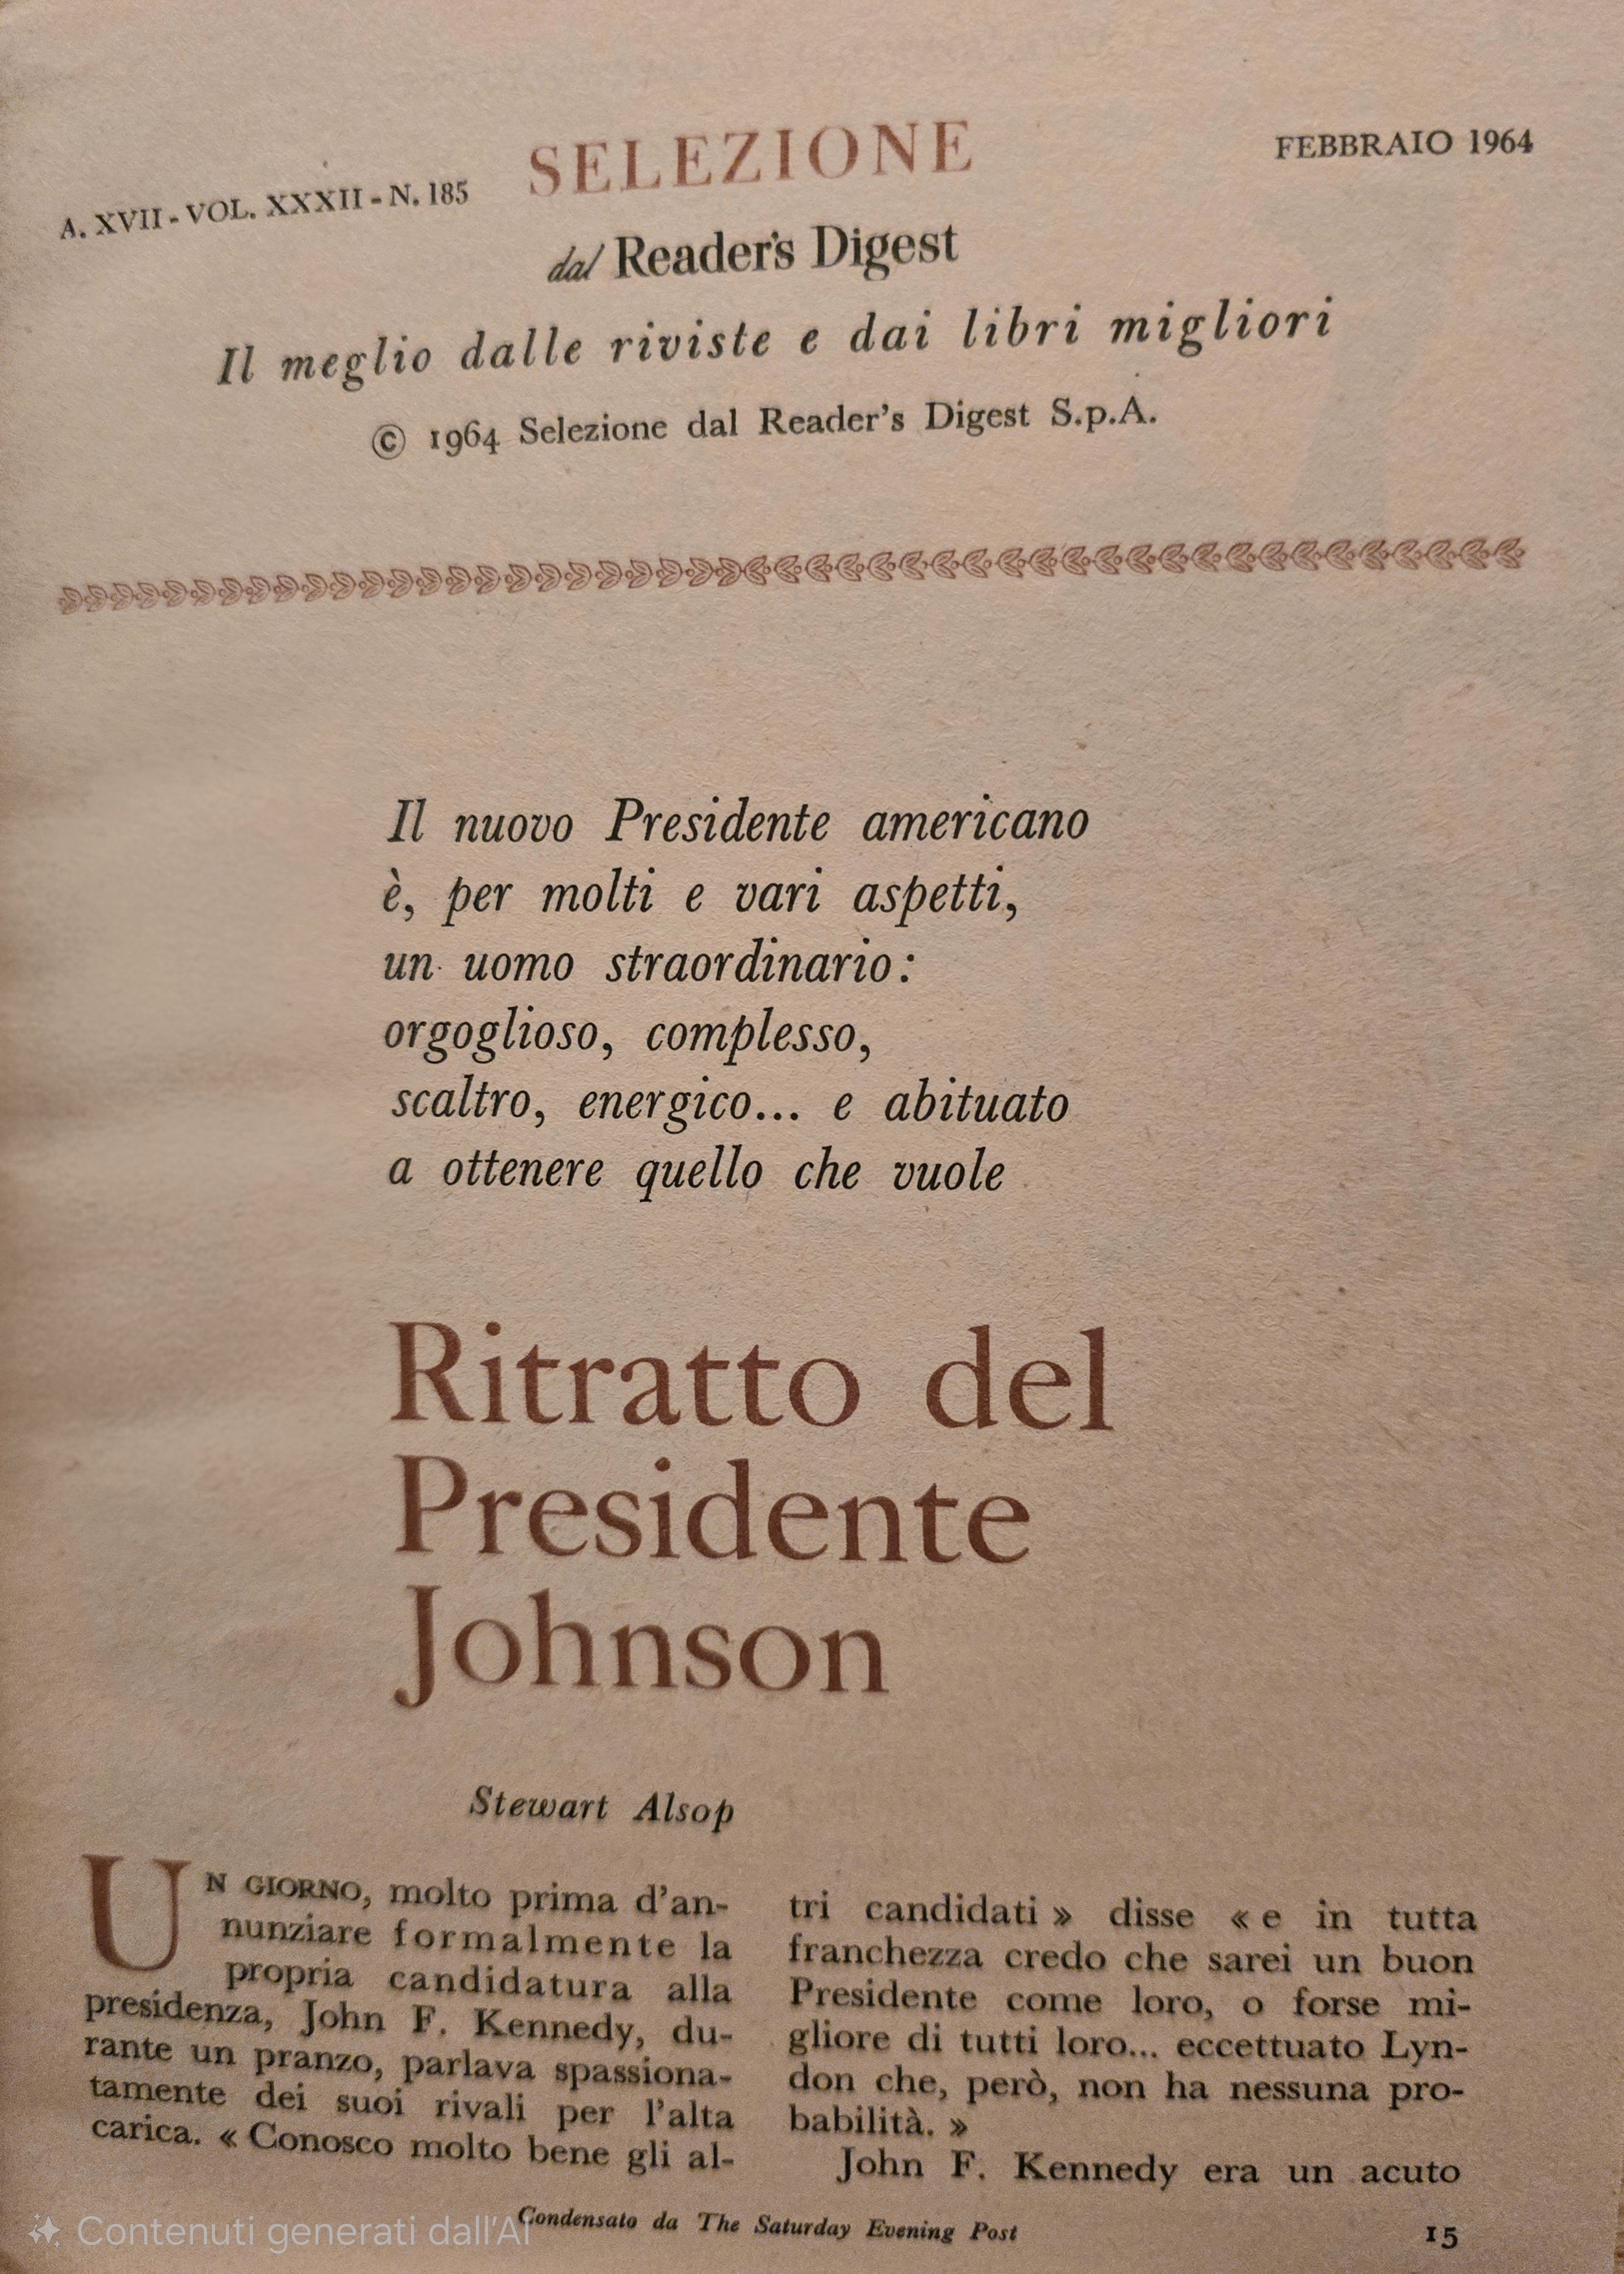 A. XVII - VOL. XXXII - N. 185
SELEZIONE
FEBBRAIO 1964
dal Reader's Digest
Il meglio dalle riviste e dai libri migliori
© 1964 Selezione dal Reader's Digest S.p.A.
Il nuovo Presidente americano
è, per molti e vari aspetti,
un uomo straordinario:
orgoglioso, complesso,
scaltro, energico... e abituato
a ottenere quello che vuole
Ritratto del
Presidente
Johnson
Stewart Alsop
UN GIORNO, molto prima d'an-
nunziare formalmente la
propria candidatura alla
presidenza, John F. Kennedy, du-
rante un pranzo, parlava spassiona-
tamente dei suoi rivali per l'alta
carica. « Conosco molto bene gli al-
tri candidati » disse « e in tutta
franchezza credo che sarei un buon
Presidente come loro, o forse mi-
gliore di tutti loro... eccettuato Lyn-
don che, però, non ha nessuna pro-
babilità. »
John F. Kennedy era un acuto
Condensato da The Saturday Evening Post
15
Contenuti generati dall'AI